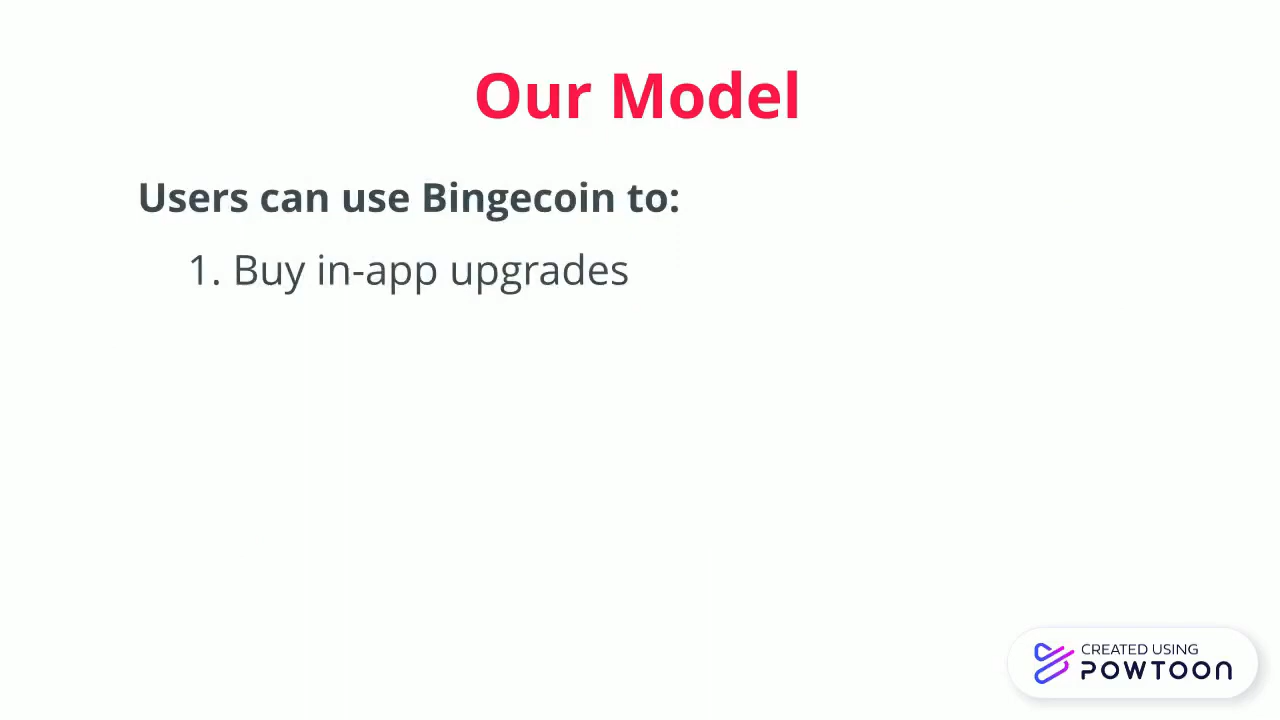 Our Model
Users can use Bingecoin to:
1. Buy in-app upgrades
CREATED USING
POWTOON